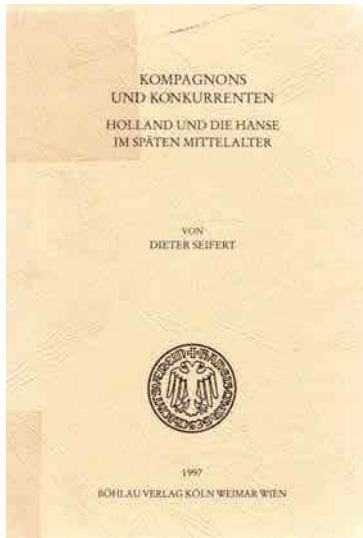 KOMPAGNONS
UND KONKURRENTEN
HOLLAND UND DIE HANSE
IM SPÄTEN MITTELALTER
VON
DIETER SEIFERT
1997
BÖHLAU VERLAG KÖLN WEIMAR WIEN